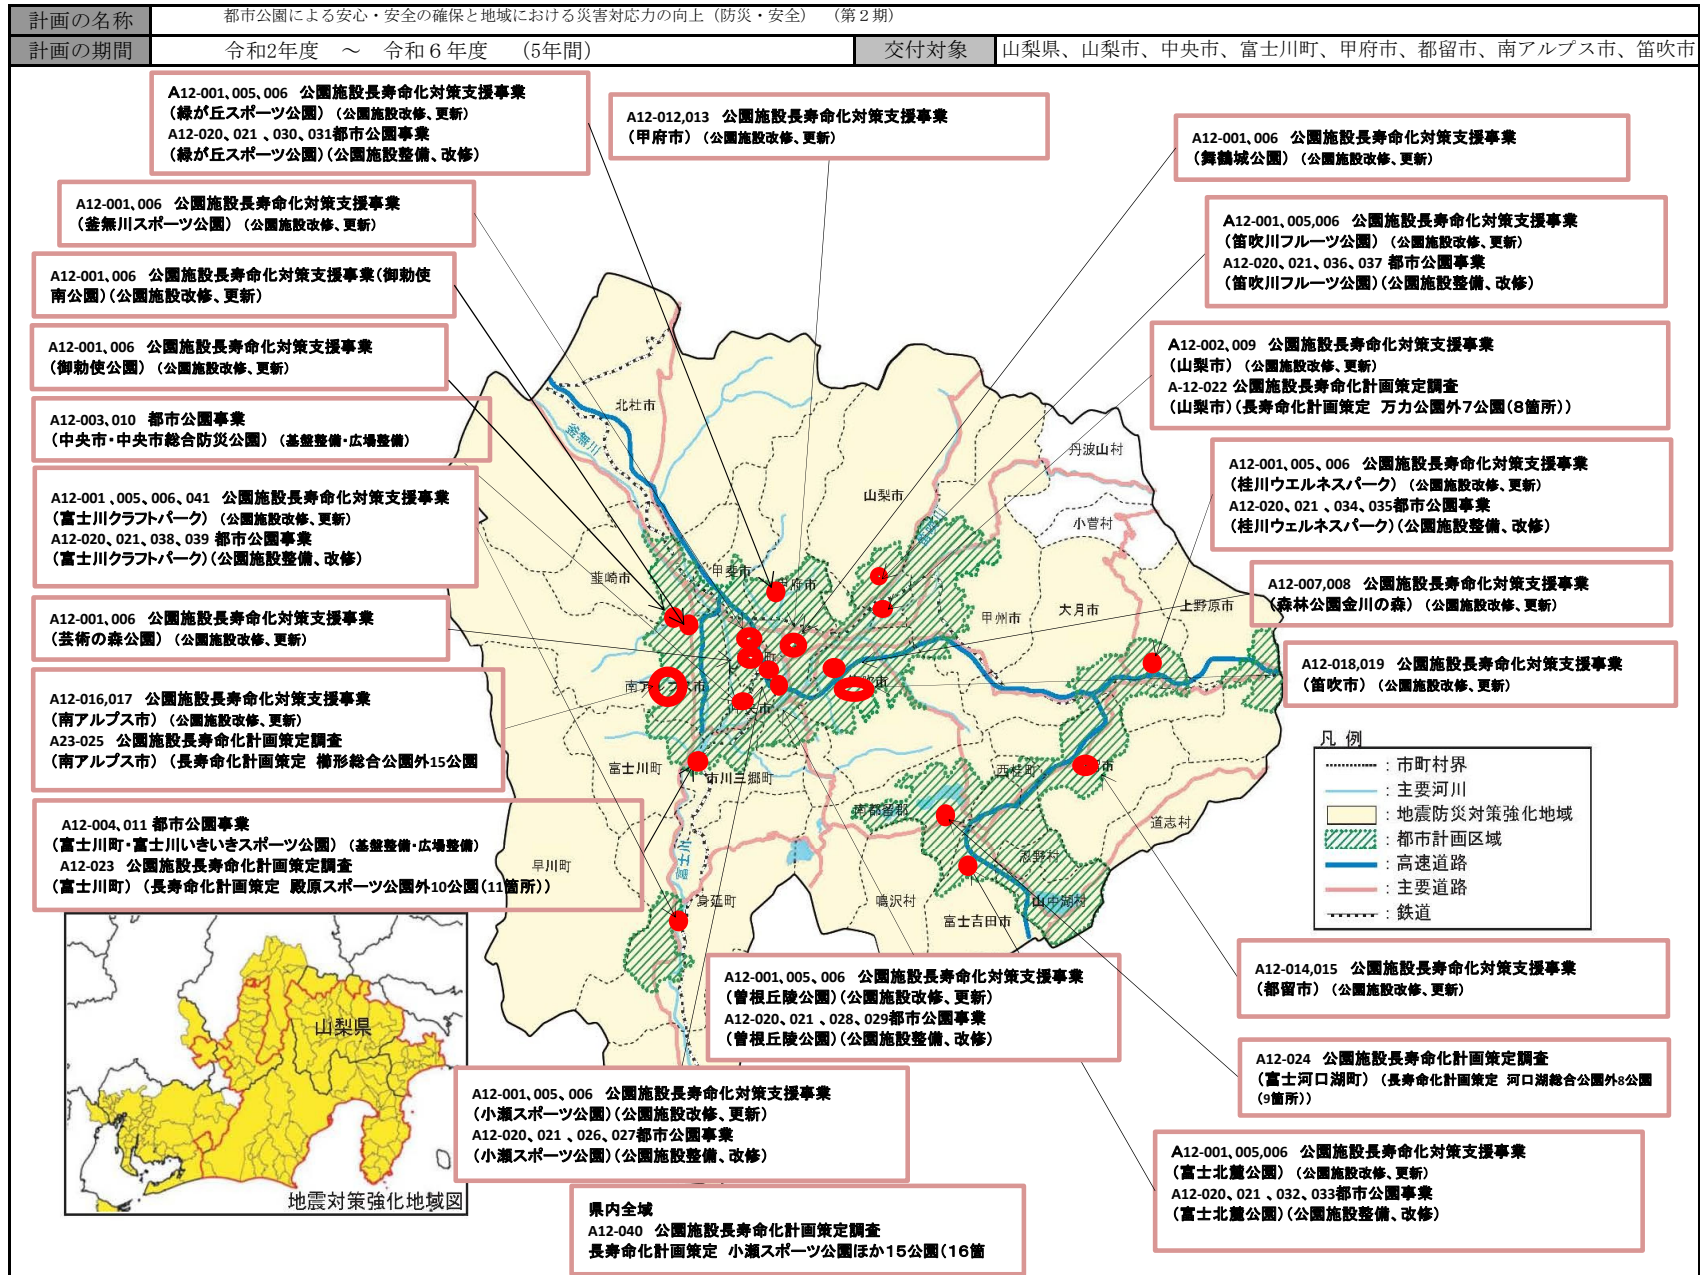 計画の名称 都市公園による安心・安全の確保と地域における災害対応力の向上（防災・安全）　（第２期）
計画の期間 令和2年度　～　令和６年度　（5年間） 交付対象 山梨県、山梨市、中央市、富士川町、甲府市、都留市、南アルプス市、笛吹市
A12-001、005、006 公園施設長寿命化対策支援事業
（緑が丘スポーツ公園）（公園施設改修、更新）
A12-020、021 、030、031都市公園事業
（緑が丘スポーツ公園）（公園施設整備、改修）
A12-012,013 公園施設長寿命化対策支援事業
（甲府市）（公園施設改修、更新）
A12-001、006 公園施設長寿命化対策支援事業
（舞鶴城公園）（公園施設改修、更新）
A12-001、006 公園施設長寿命化対策支援事業
（釜無川スポーツ公園）（公園施設改修、更新）
A12-001、005,006 公園施設長寿命化対策支援事業
（笛吹川フルーツ公園）（公園施設改修、更新）
A12-020、021、036、037 都市公園事業
（笛吹川フルーツ公園）（公園施設整備、改修）
A12-001、006 公園施設長寿命化対策支援事業（御勅使
南公園）（公園施設改修、更新）
A12-001、006 公園施設長寿命化対策支援事業
（御勅使公園）（公園施設改修、更新）
A12-002、009 公園施設長寿命化対策支援事業
（山梨市）（公園施設改修、更新）
A-12-022 公園施設長寿命化計画策定調査
（山梨市）（長寿命化計画策定 万力公園外７公園（８箇所））
A12-003、010 都市公園事業
（中央市・中央市総合防災公園）（基盤整備・広場整備）
A12-001、005、006 公園施設長寿命化対策支援事業
（桂川ウエルネスパーク）（公園施設改修、更新）
A12-020、021 、034、035都市公園事業
（桂川ウェルネスパーク）（公園施設整備、改修）
A12-001 、005、006、041 公園施設長寿命化対策支援事業
（富士川クラフトパーク）（公園施設改修、更新）
A12-020、021、038、039 都市公園事業
（富士川クラフトパーク）（公園施設整備、改修）
A12-007,008 公園施設長寿命化対策支援事業
（森林公園金川の森）（公園施設改修、更新）
A12-001、006 公園施設長寿命化対策支援事業
（芸術の森公園）（公園施設改修、更新）
A12-018,019 公園施設長寿命化対策支援事業
（笛吹市）（公園施設改修、更新）
A12-016,017 公園施設長寿命化対策支援事業
（南アルプス市）（公園施設改修、更新）
A23-025 公園施設長寿命化計画策定調査
（南アルプス市）（長寿命化計画策定 櫛形総合公園外15公園
A12-004、011 都市公園事業
（富士川町・富士川いきいきスポーツ公園）（基盤整備・広場整備）
A12-023 公園施設長寿命化計画策定調査
（富士川町）（長寿命化計画策定 殿原スポーツ公園外10公園（11箇所））
北杜市
釜無川
丹波山村
山梨市
小菅村
韮崎市
甲斐市
甲府市
甲州市
大月市
上野原市
南アルプス市
富士川町
市川三郷町
西桂町
南都留郡
道志村
忍野村
早川町
富士川
身延町
鳴沢村
富士吉田市
山中湖村
凡 例
：市町村界
：主要河川
：地震防災対策強化地域
：都市計画区域
：高速道路
：主要道路
：鉄道
山梨県
地震対策強化地域図
A12-001、005、006 公園施設長寿命化対策支援事業
（曽根丘陵公園）（公園施設改修、更新）
A12-020、021 、028、029都市公園事業
（曽根丘陵公園）（公園施設整備、改修）
A12-014,015 公園施設長寿命化対策支援事業
（都留市）（公園施設改修、更新）
A12-024 公園施設長寿命化計画策定調査
（富士河口湖町）（長寿命化計画策定 河口湖総合公園外8公園
（9箇所））
A12-001、005、006 公園施設長寿命化対策支援事業
（小瀬スポーツ公園）（公園施設改修、更新）
A12-020、021 、026、027都市公園事業
（小瀬スポーツ公園）（公園施設整備、改修）
A12-001、005,006 公園施設長寿命化対策支援事業
（富士北麓公園）（公園施設改修、更新）
A12-020、021 、032、033都市公園事業
（富士北麓公園）（公園施設整備、改修）
県内全域
A12-040 公園施設長寿命化計画策定調査
長寿命化計画策定 小瀬スポーツ公園ほか１５公園（１６箇